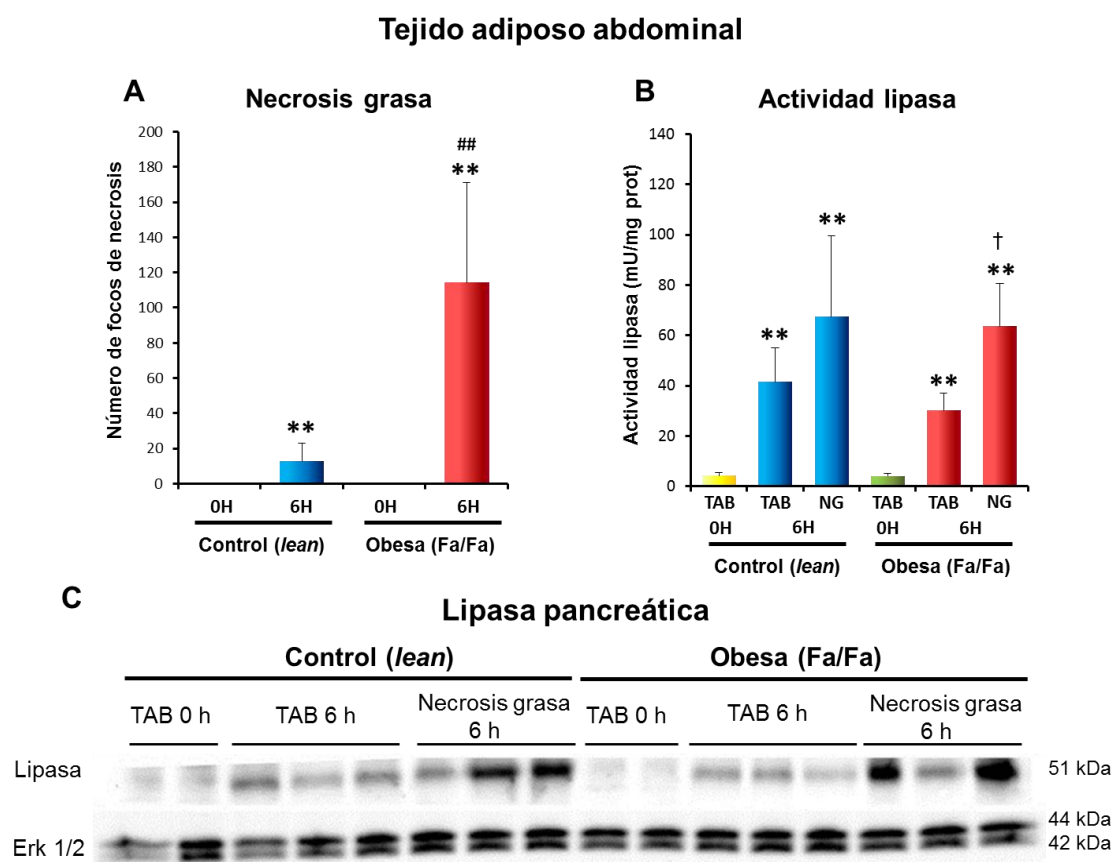 Tejido adiposo abdominal
A
Necrosis grasa
Número de focos de necrosis
200
180
160
140
120
100
80
60
40
20
0
**
##
**
0H 6H 0H 6H
Control (lean) Obesa (Fa/Fa)
B
Actividad lipasa
Actividad lipasa (mU/mg prot)
140
120
100
80
60
40
20
0
**
**
**
†
**
TAB TAB NG TAB TAB NG
0H 6H 0H 6H
Control (lean) Obesa (Fa/Fa)
C
Lipasa pancreática
Control (lean) Obesa (Fa/Fa)
TAB 0 h TAB 6 h Necrosis grasa 6 h TAB 0 h TAB 6 h Necrosis grasa 6 h
Lipasa 51 kDa
44 kDa
Erk 1/2 42 kDa